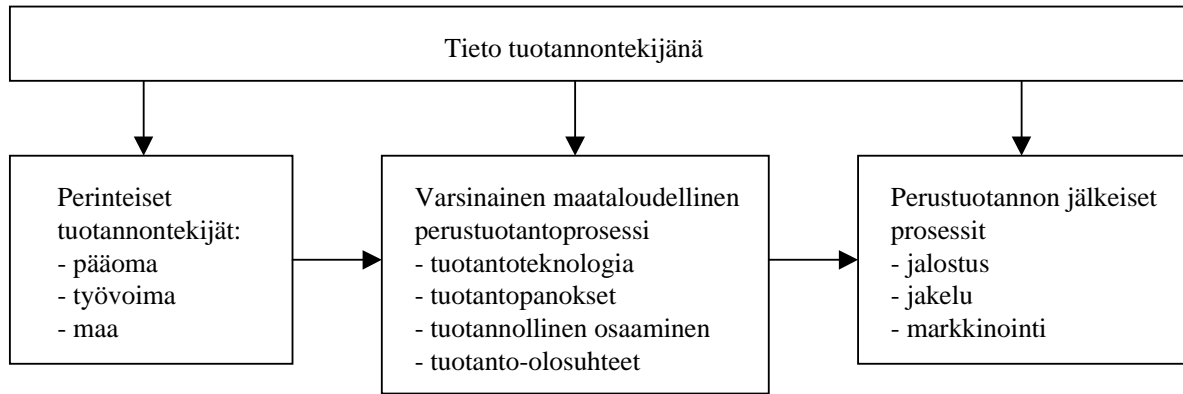 Tieto tuotannontekijänä
Perinteiset
tuotannontekijät:
- pääoma
- työvoima
- maa
Varsinainen maataloudellinen
perustuotantoprosessi
- tuotantoteknologia
- tuotantopanokset
- tuotannollinen osaaminen
- tuotanto-olosuhteet
Perustuotannon jälkeiset
prosessit
- jalostus
- jakelu
- markkinointi